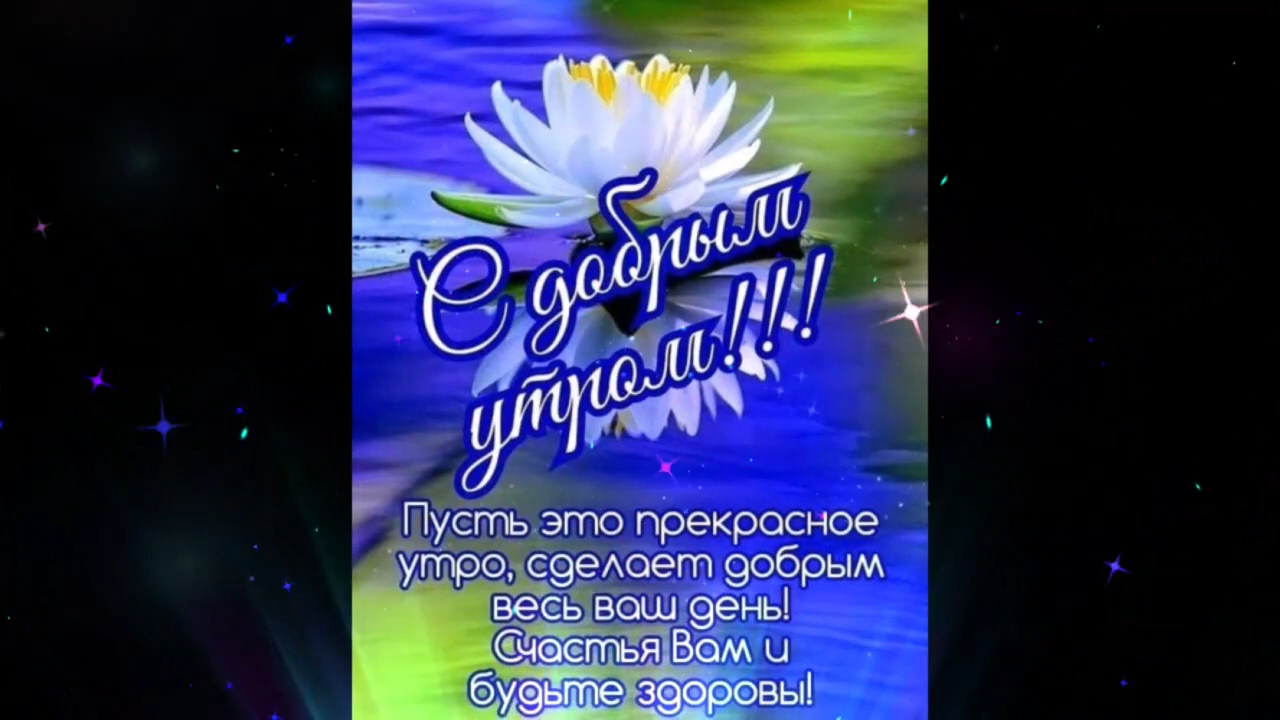 С добрым
утром!!!
Пусть это прекрасное
утро, сделает добрым
весь ваш день!
Счастья Вам и
будьте здоровы!